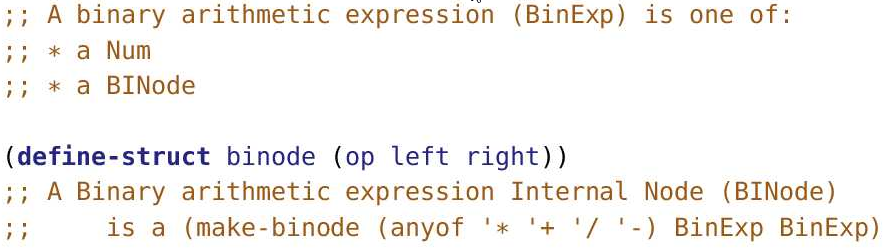 ;; A binary arithmetic expression (BinExp) is one of:
;; * a Num
;; * a BINode
(define-struct binode (op left right))
;; A Binary arithmetic expression Internal Node (BINode)
;;     is a (make-binode (anyof '* '+ '/ '-) BinExp BinExp)